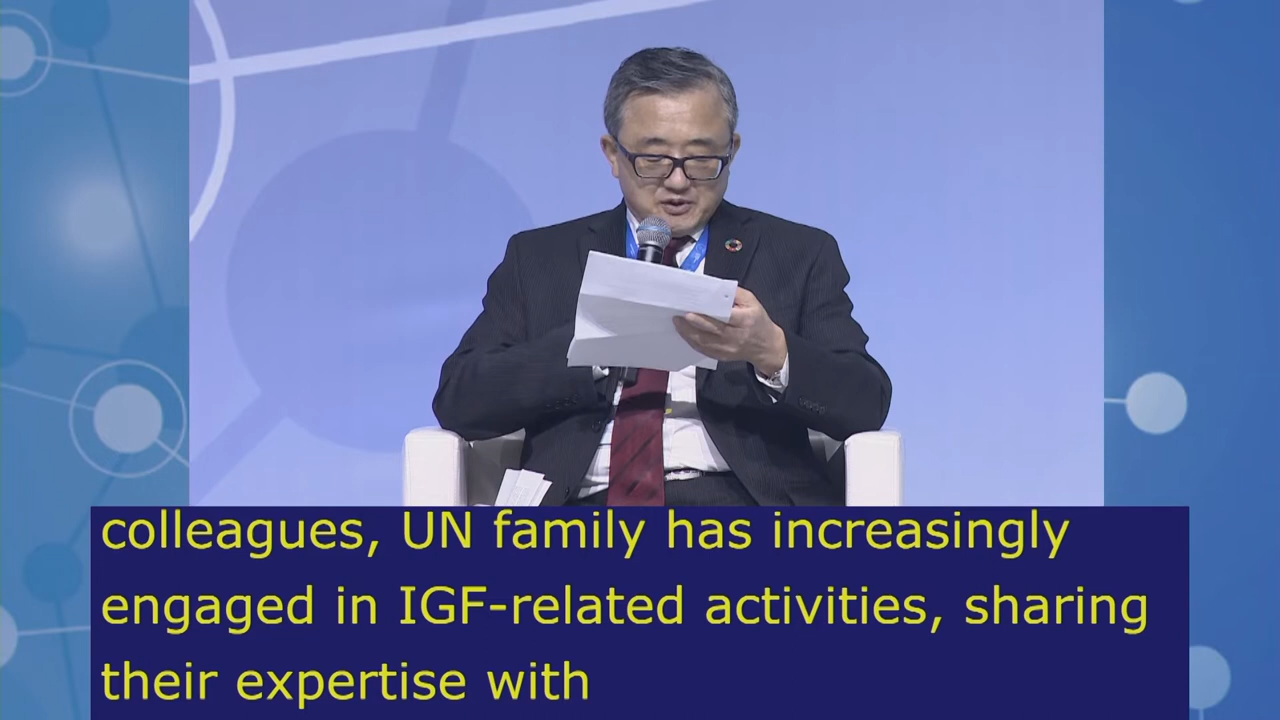 colleagues, UN family has increasingly
engaged in IGF-related activities, sharing
their expertise with